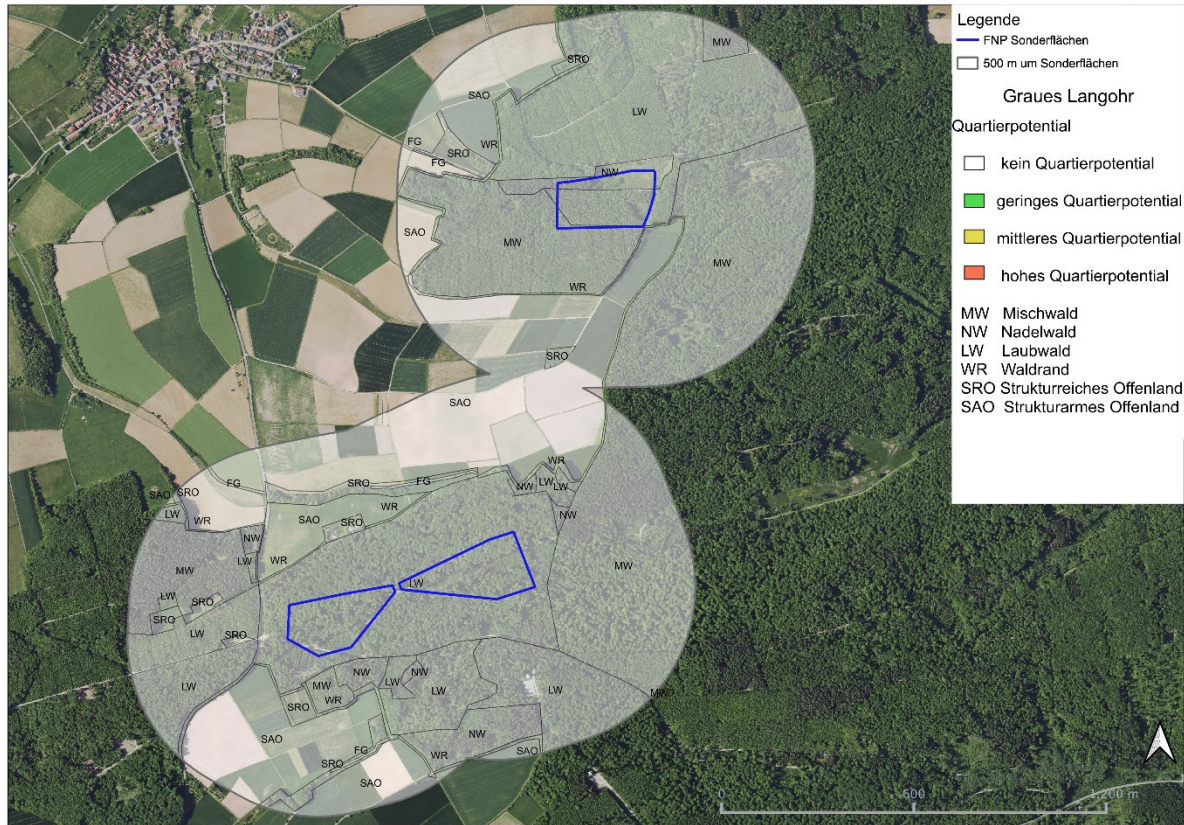 Legende
FNP Sonderflächen
500 m um Sonderflächen
Graues Langohr
Quartierpotential
kein Quartierpotential
geringes Quartierpotential
mittleres Quartierpotential
hohes Quartierpotential
MW Mischwald
NW Nadelwald
LW Laubwald
WR Waldrand
SRO Strukturreiches Offenland
SAO Strukturarmes Offenland
MW
SRO
SAO
LW
FG
SRO
WR
FG
NW
SAO
MW
MW
WR
SRO
SAO
WR
FG
SRO
FG
NW
LW
LW
SAO
SRO
LW
WR
WR
SAO
SRO
NW
NW
LW
WR
MW
MW
LW
LW
SRO
SRO
LW
SRO
LW
NW
NW
MW
LW
LW
LW
MW
WR
SRO
SAO
NW
FG
WR
SAO
SRO
SAO
0
600
1.200 m